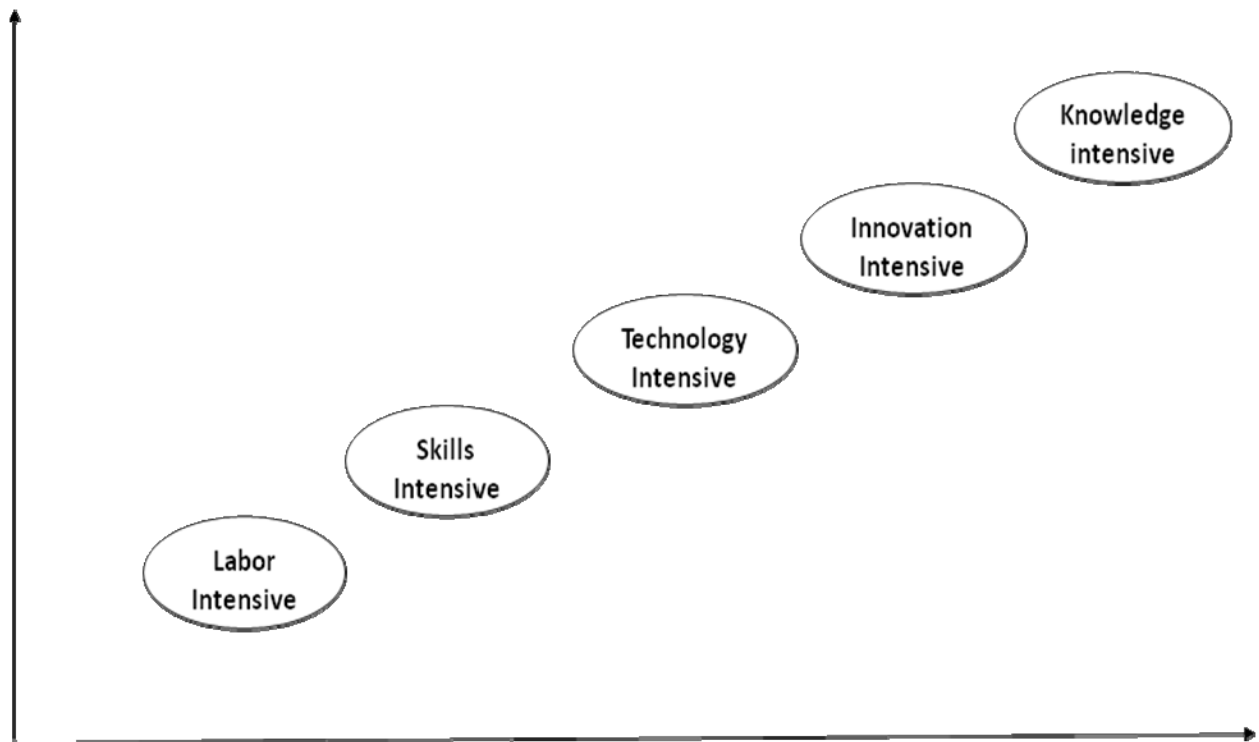 Knowledge
intensive
Innovation
Intensive
Technology
Intensive
Skills
Intensive
Labor
Intensive